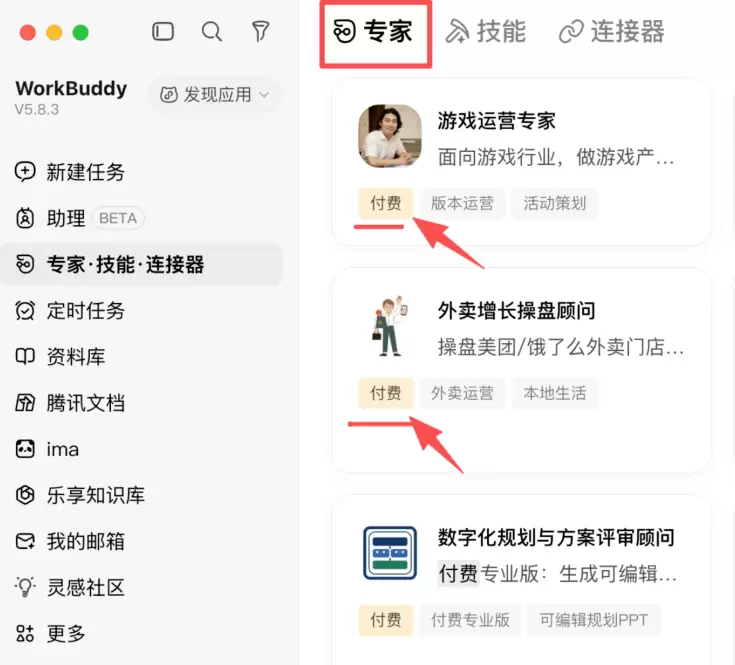 WorkBuddy
V5.8.3
发现应用
新建任务
助理 BETA
专家·技能·连接器
定时任务
资料库
腾讯文档
ima
乐享知识库
我的邮箱
灵感社区
更多
专家 技能 连接器
游戏运营专家
面向游戏行业，做游戏产...
付费 版本运营 活动策划
外卖增长操盘顾问
操盘美团/饿了么外卖门店...
付费 外卖运营 本地生活
数字化规划与方案评审顾问
付费专业版：生成可编辑...
付费 付费专业版 可编辑规划PPT